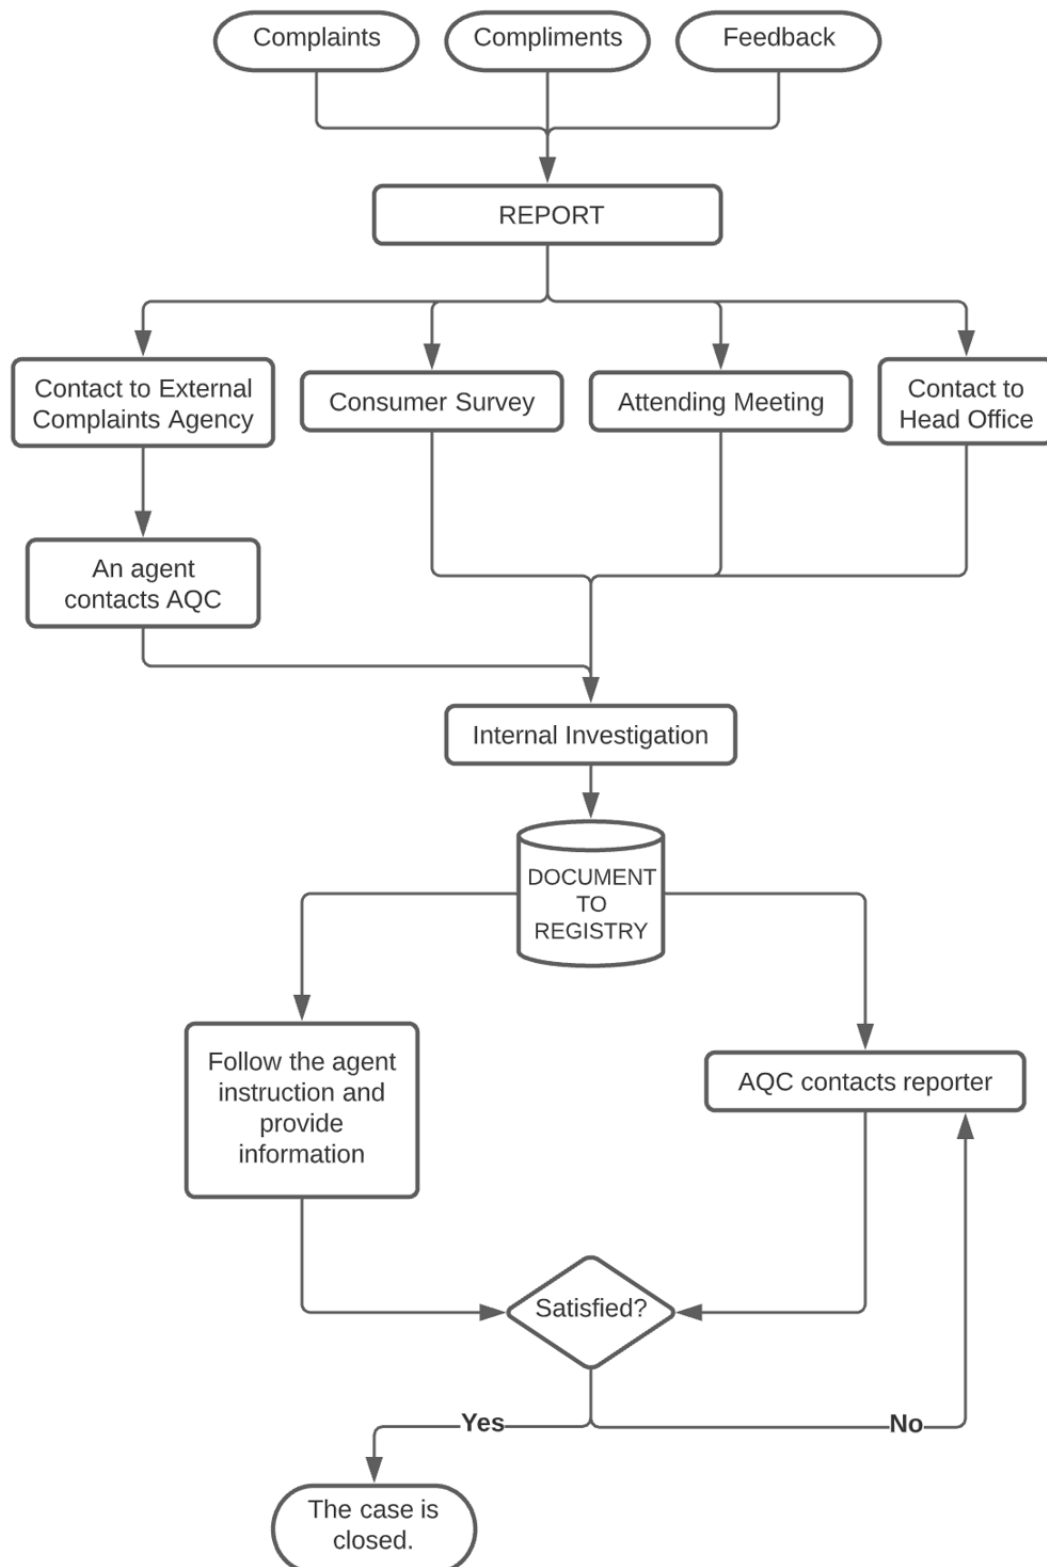 Complaints
Compliments
Feedback
REPORT
Contact to External
Complaints Agency
Consumer Survey
Attending Meeting
Contact to
Head Office
An agent
contacts AQC
Internal Investigation
DOCUMENT
TO
REGISTRY
Follow the agent
instruction and
provide
information
AQC contacts reporter
Satisfied?
Yes
No
The case is
closed.